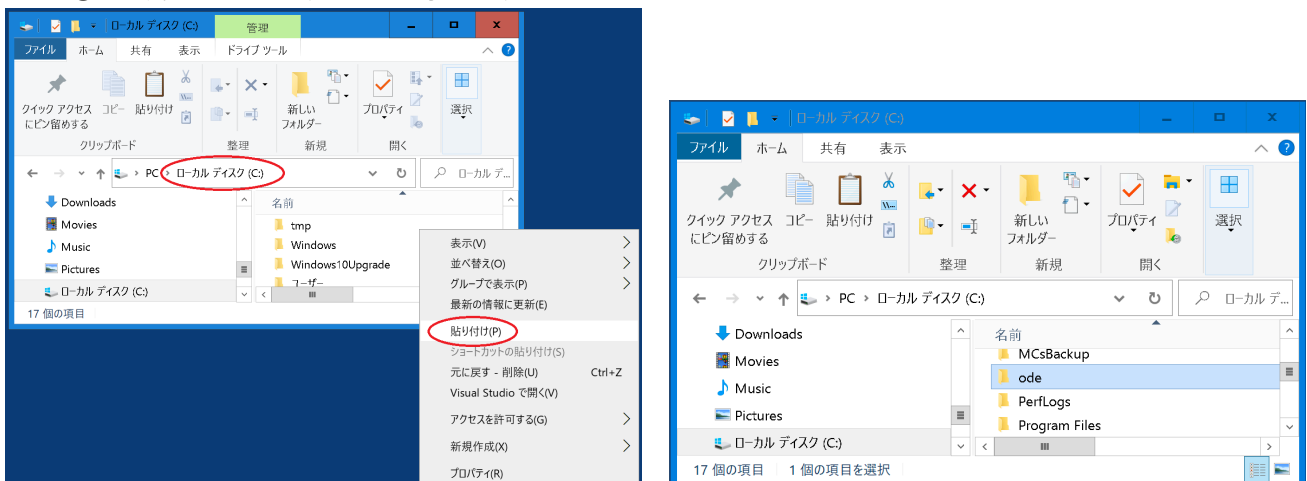 ローカル ディスク (C:)
管理
ファイル
ホーム
共有
表示
ドライブ ツール
クイック アクセス
にピン留めする
コピー
貼り付け
新しい
フォルダー
プロパティ
選択
クリップボード
整理
新規
開く
PC
ローカル ディスク (C:)
ローカル デ...
Downloads
Movies
Music
Pictures
ローカル ディスク (C:)
名前
tmp
Windows
Windows10Upgrade
ユーザー
17 個の項目
表示(V)
並べ替え(O)
グループで表示(P)
最新の情報に更新(E)
貼り付け(P)
ショートカットの貼り付け(S)
元に戻す - 削除(U) Ctrl+Z
Visual Studio で開く(V)
アクセスを許可する(G)
新規作成(X)
プロパティ(R)
ローカル ディスク (C:)
ファイル
ホーム
共有
表示
クイック アクセス
にピン留めする
コピー
貼り付け
新しい
フォルダー
プロパティ
選択
クリップボード
整理
新規
開く
PC
ローカル ディスク (C:)
ローカル デ...
Downloads
Movies
Music
Pictures
ローカル ディスク (C:)
名前
MCsBackup
ode
PerfLogs
Program Files
17 個の項目
1 個の項目を選択